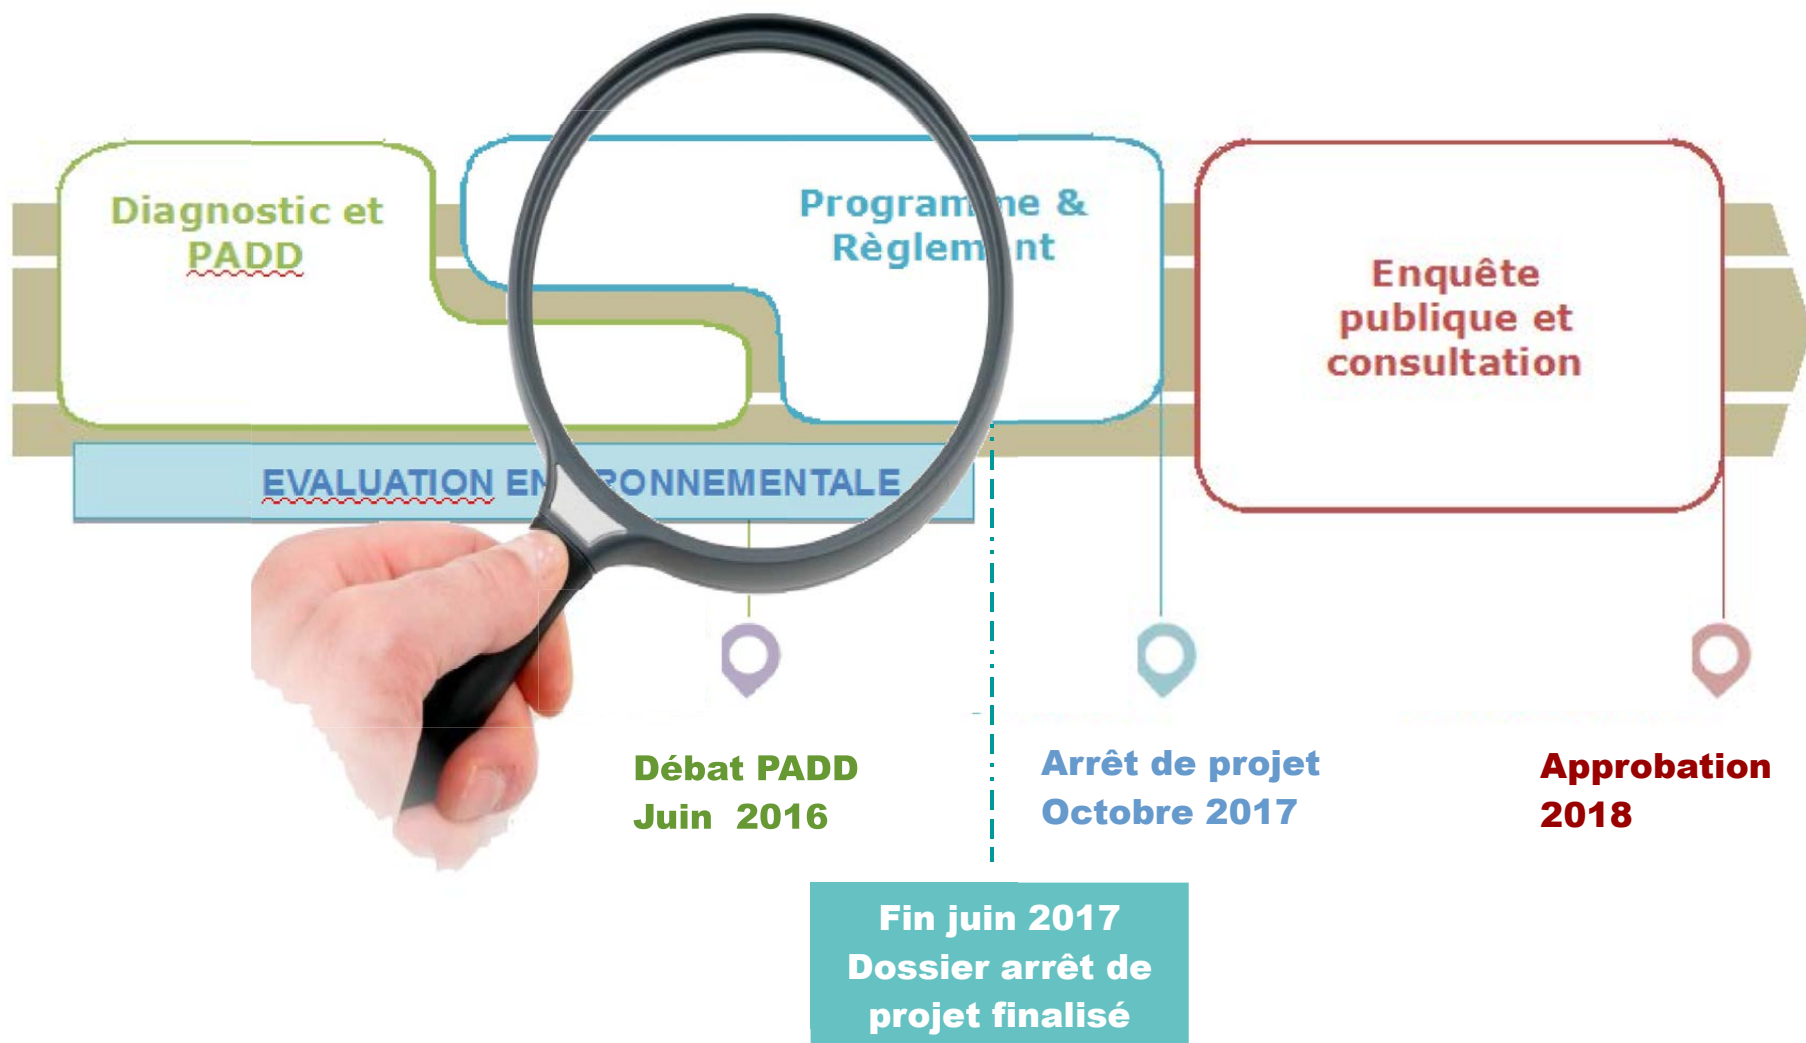 Diagnostic et
PADD
Programme &
Règlement
Enquête
publique et
consultation
EVALUATION ENVIRONNEMENTALE
Débat PADD
Juin 2016
Arrêt de projet
Octobre 2017
Approbation
2018
Fin juin 2017
Dossier arrêt de
projet finalisé